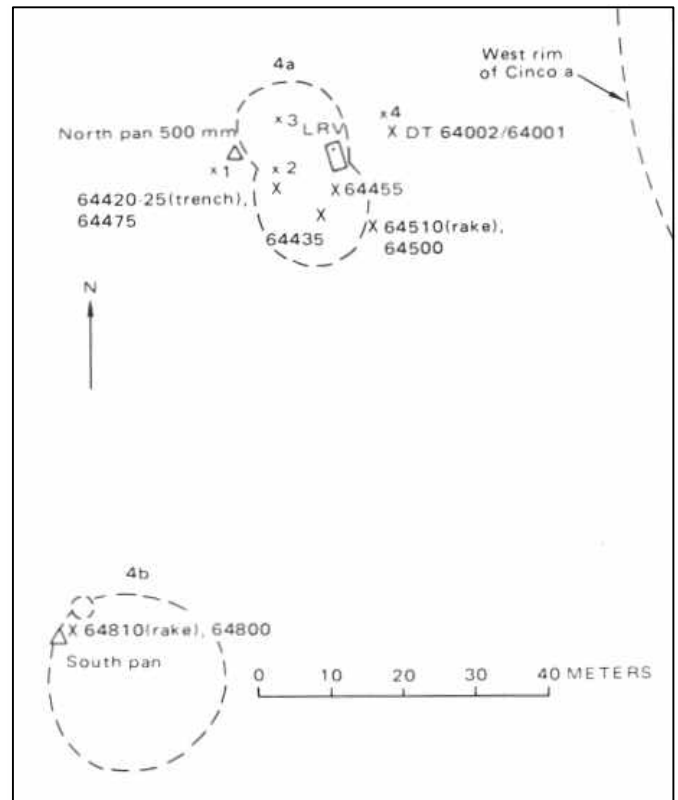 4a
West rim
of Cinco a
x4
x3 LRV
North pan 500 mm
X DT 64002/64001
x1
x2
X
64420-25(trench),
64475
X 64455
X
64435
X 64510(rake),
64500
N
4b
X 64810(rake), 64800
South pan
0 10 20 30 40 METERS